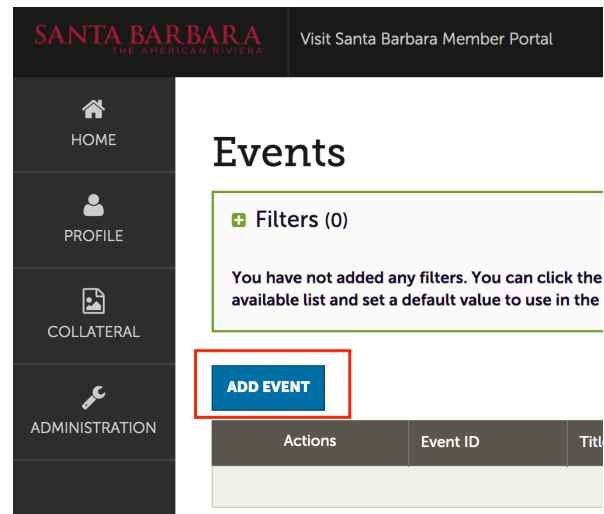 SANTA BARBARA
THE AMERICAN RIVIERA
Visit Santa Barbara Member Portal
HOME
PROFILE
COLLATERAL
ADMINISTRATION
Events
Filters (0)
You have not added any filters. You can click the
available list and set a default value to use in the
ADD EVENT
Actions Event ID Title